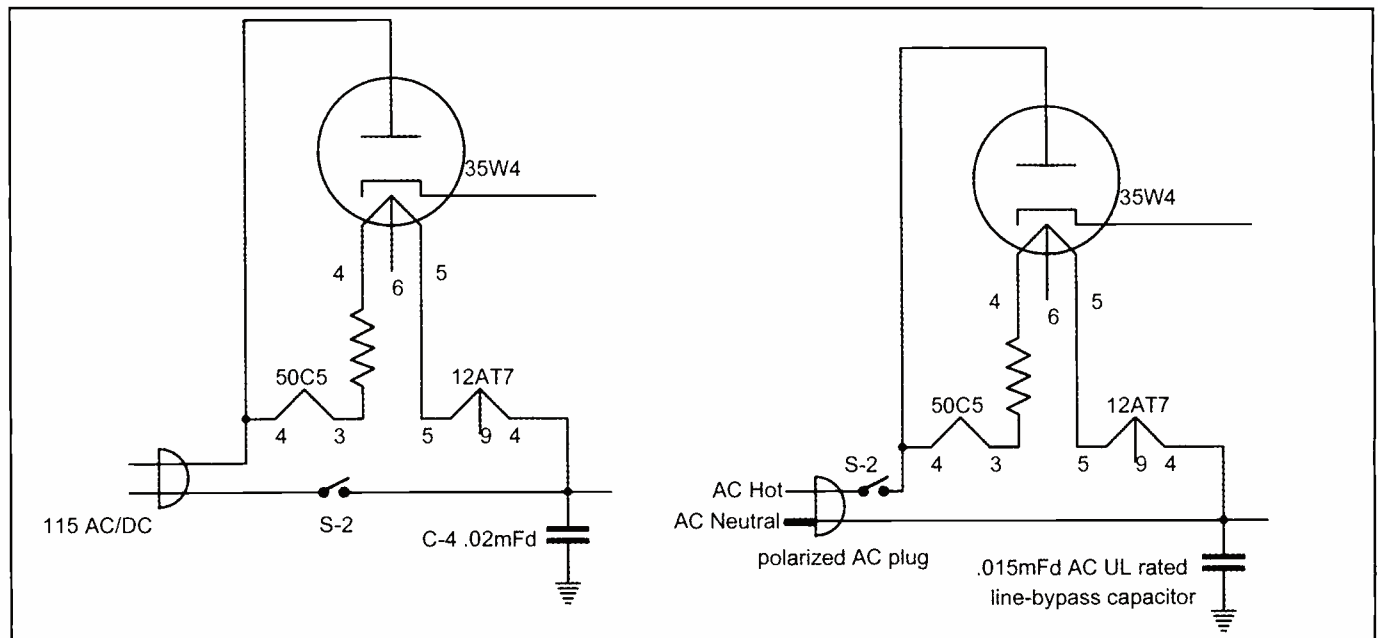 35W4
4
6
5
50C5
12AT7
4
3
5
9
4
115 AC/DC
S-2
C-4 .02mFd
35W4
4
6
5
50C5
12AT7
4
3
5
9
4
S-2
AC Hot
AC Neutral
polarized AC plug
.015mFd AC UL rated
line-bypass capacitor